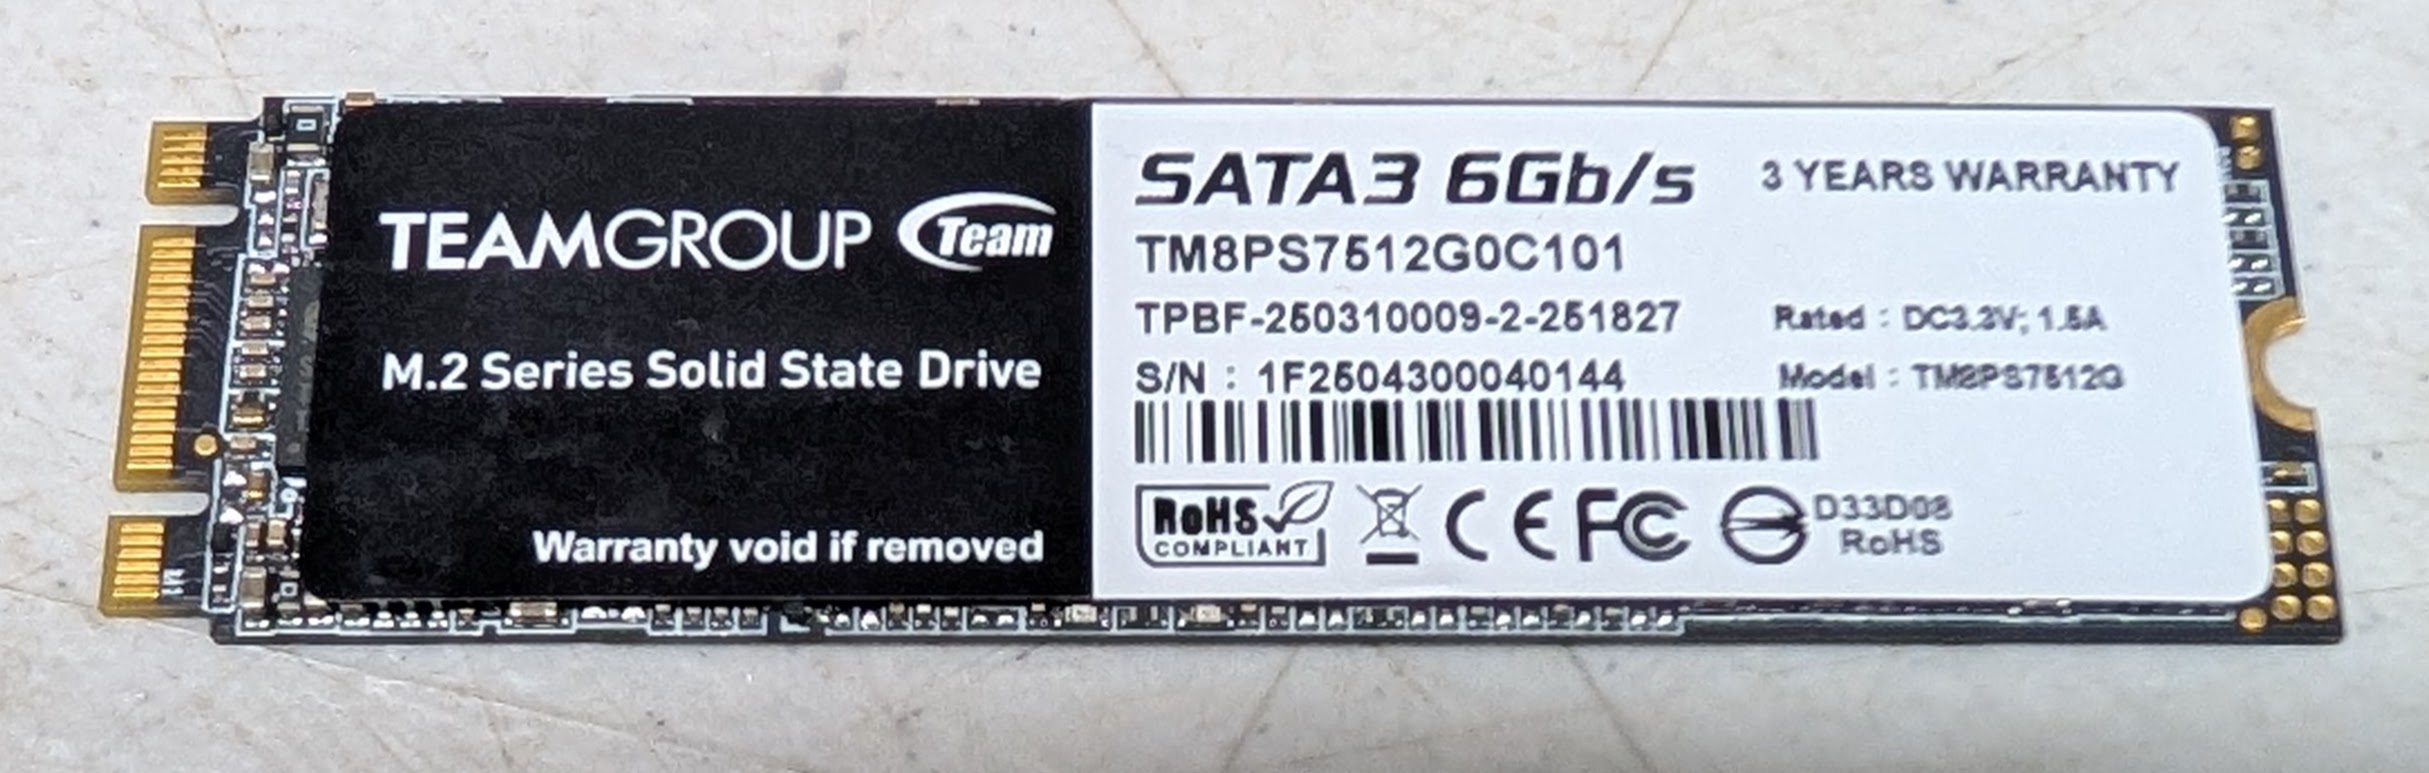 TEAMGROUP Team
M.2 Series Solid State Drive
Warranty void if removed
SATA3 6Gb/s 3 YEARS WARRANTY
TM8PS7512G0C101
TPBF-250310009-2-251827 Rated : DC3.3V; 1.5A
S/N : 1F2504300040144 Model : TM8PS7512G
RoHS
COMPLIANT
CE FC D33D08
RoHS